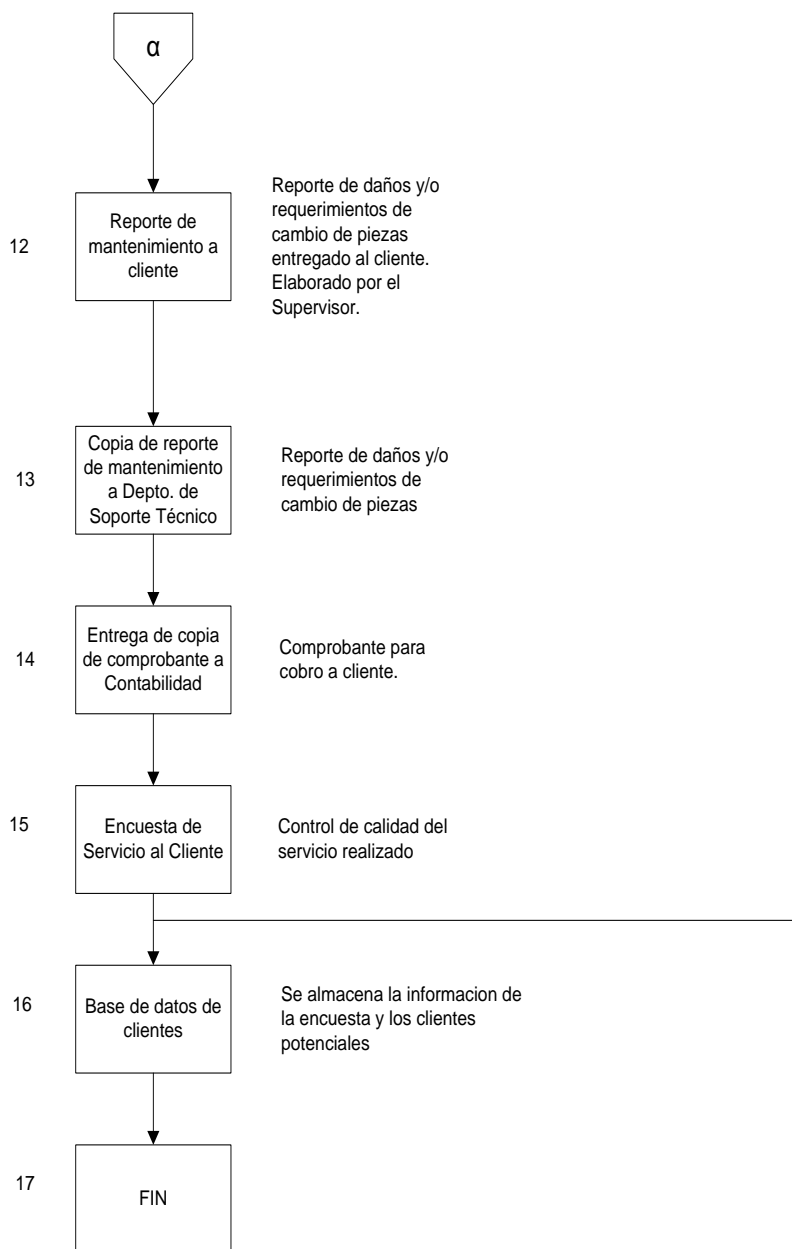 α
12
Reporte de
mantenimiento a
cliente
Reporte de daños y/o
requerimientos de
cambio de piezas
entregado al cliente.
Elaborado por el
Supervisor.
13
Copia de reporte
de mantenimiento
a Depto. de
Soporte Técnico
Reporte de daños y/o
requerimientos de
cambio de piezas
14
Entrega de copia
de comprobante a
Contabilidad
Comprobante para
cobro a cliente.
15
Encuesta de
Servicio al Cliente
Control de calidad del
servicio realizado
16
Base de datos de
clientes
Se almacena la informacion de
la encuesta y los clientes
potenciales
17
FIN